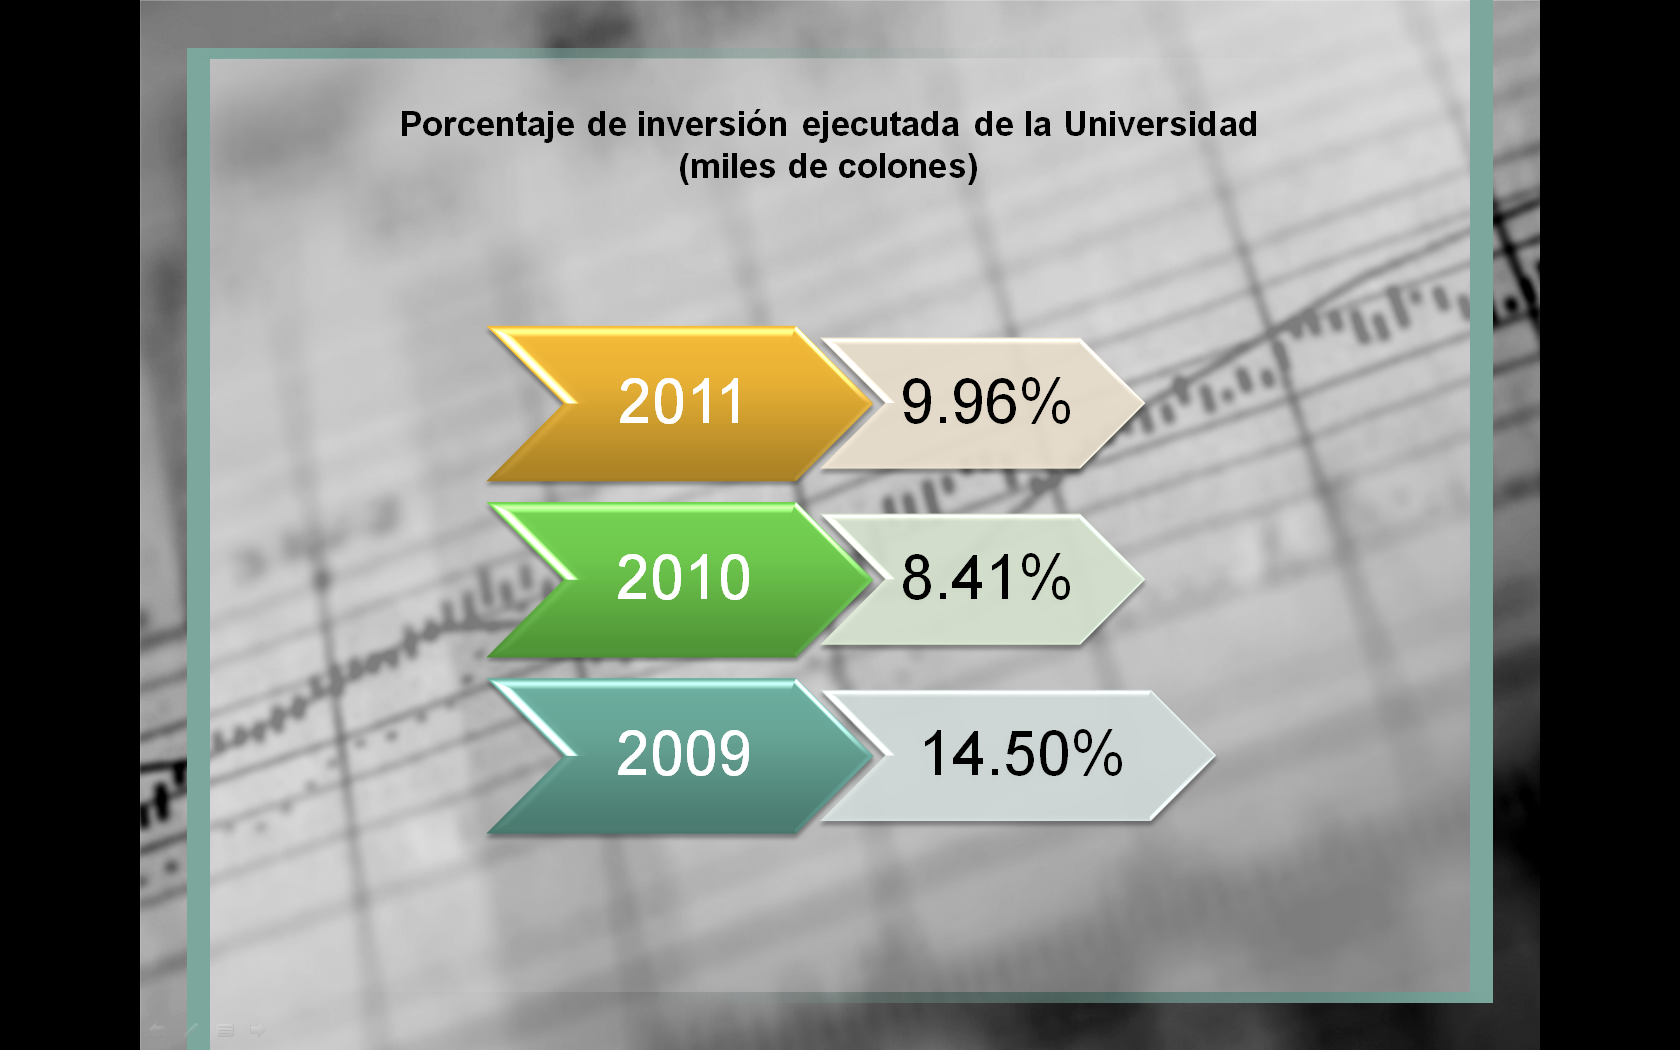 Porcentaje de inversión ejecutada de la Universidad
(miles de colones)
2011 9.96%
2010 8.41%
2009 14.50%